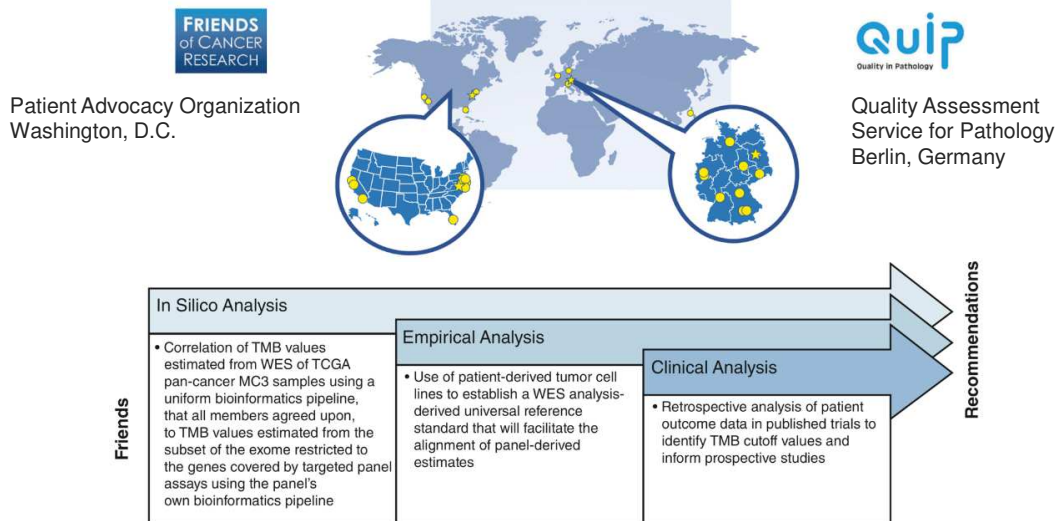 FRIENDS
of CANCER
RESEARCH
Patient Advocacy Organization
Washington, D.C.
QuiP
Quality in Pathology
Quality Assessment
Service for Pathology
Berlin, Germany
Friends
In Silico Analysis
• Correlation of TMB values
estimated from WES of TCGA
pan-cancer MC3 samples using a
uniform bioinformatics pipeline,
that all members agreed upon,
to TMB values estimated from the
subset of the exome restricted to
the genes covered by targeted panel
assays using the panel's
own bioinformatics pipeline
Empirical Analysis
• Use of patient-derived tumor cell
lines to establish a WES analysis-
derived universal reference
standard that will facilitate the
alignment of panel-derived
estimates
Clinical Analysis
• Retrospective analysis of patient
outcome data in published trials to
identify TMB cutoff values and
inform prospective studies
Recommendations